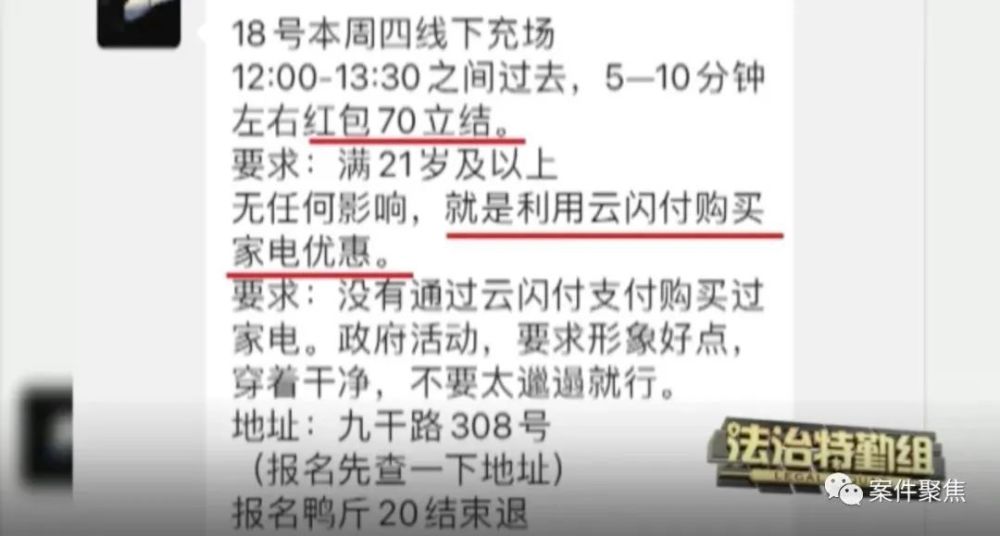 18号本周四线下充场
12:00-13:30之间过去，5—10分钟
左右红包70立结。
要求：满21岁及以上
无任何影响，就是利用云闪付购买
家电优惠。
要求：没有通过云闪付支付购买过
家电。政府活动，要求形象好点，
穿着干净，不要太邋遢就行。
地址：九干路308号
（报名先查一下地址）
报名鸭斤20结束退
法治特勤组
案件聚焦